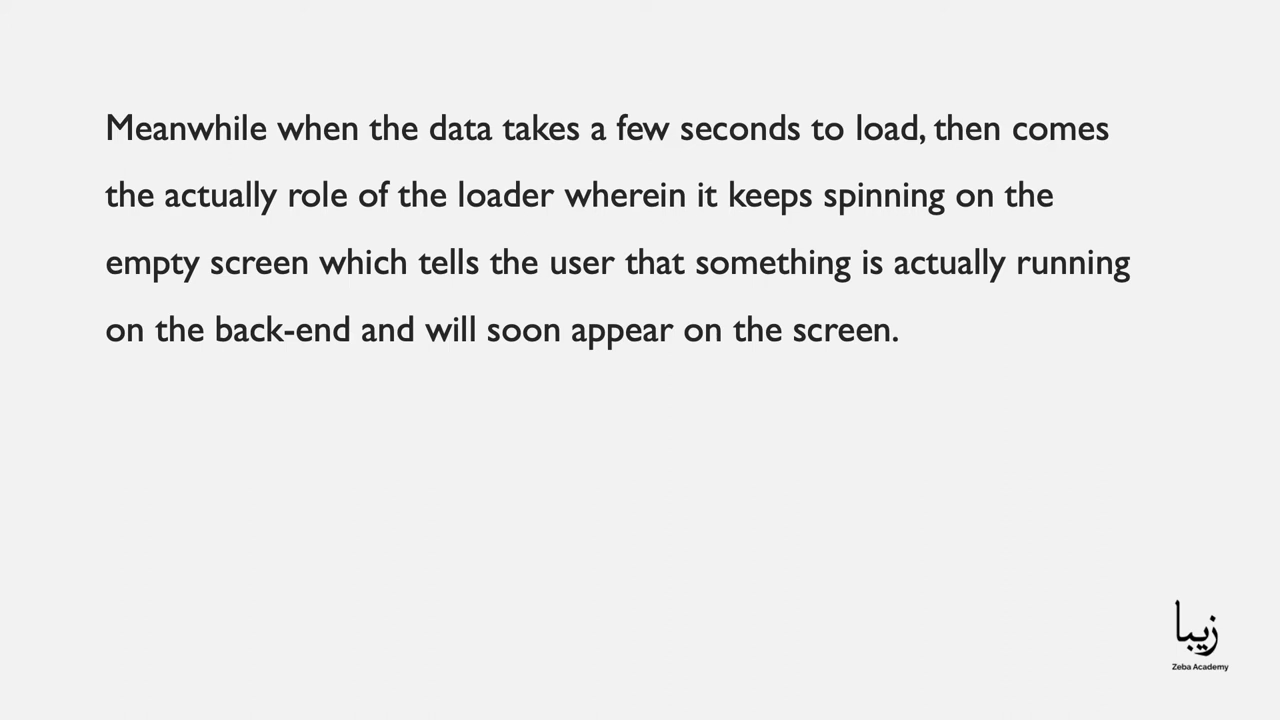 Meanwhile when the data takes a few seconds to load, then comes
the actually role of the loader wherein it keeps spinning on the
empty screen which tells the user that something is actually running
on the back-end and will soon appear on the screen.
زیبا
Zeba Academy